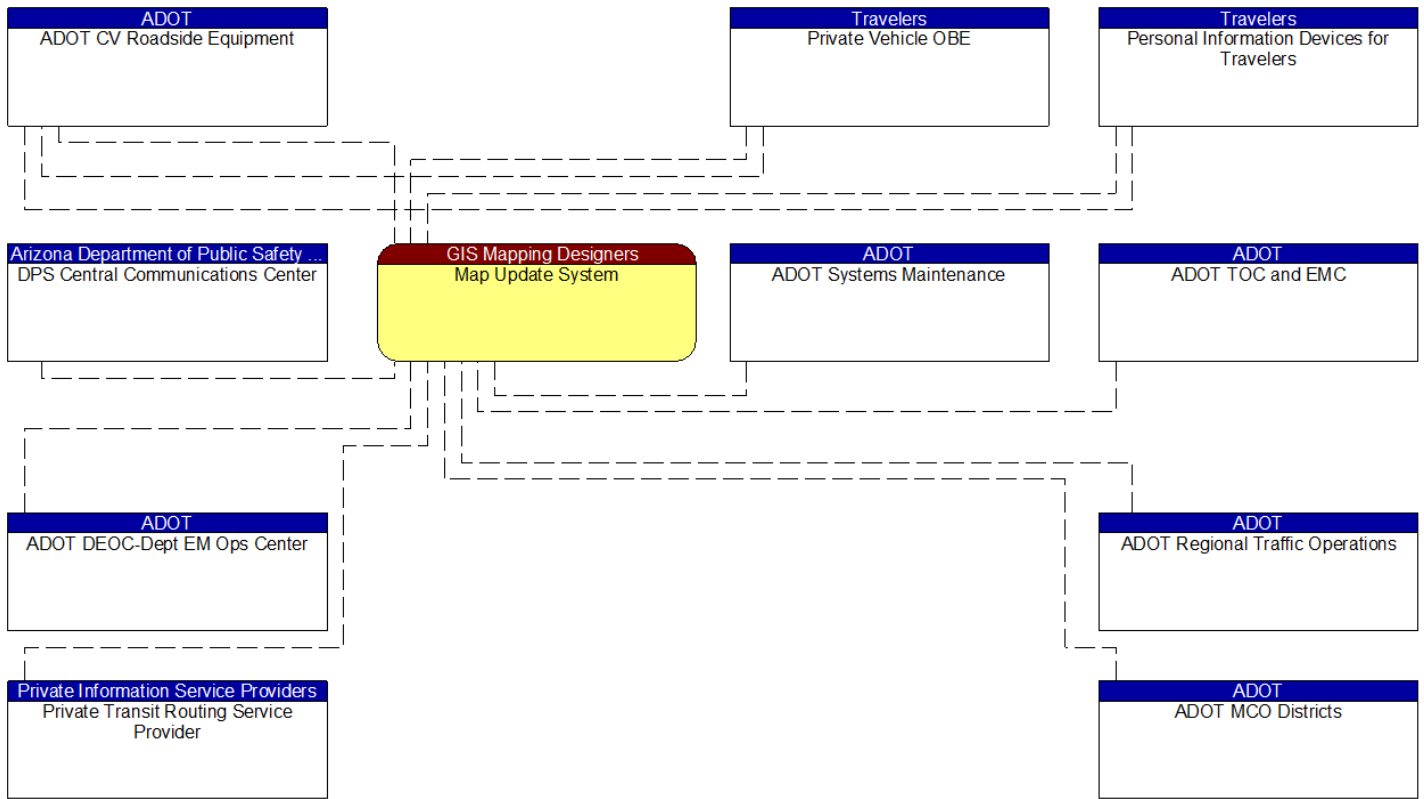 ADOT
ADOT CV Roadside Equipment
Travelers
Private Vehicle OBE
Travelers
Personal Information Devices for
Travelers
Arizona Department of Public Safety ...
DPS Central Communications Center
GIS Mapping Designers
Map Update System
ADOT
ADOT Systems Maintenance
ADOT
ADOT TOC and EMC
ADOT
ADOT DEOC-Dept EM Ops Center
ADOT
ADOT Regional Traffic Operations
Private Information Service Providers
Private Transit Routing Service
Provider
ADOT
ADOT MCO Districts